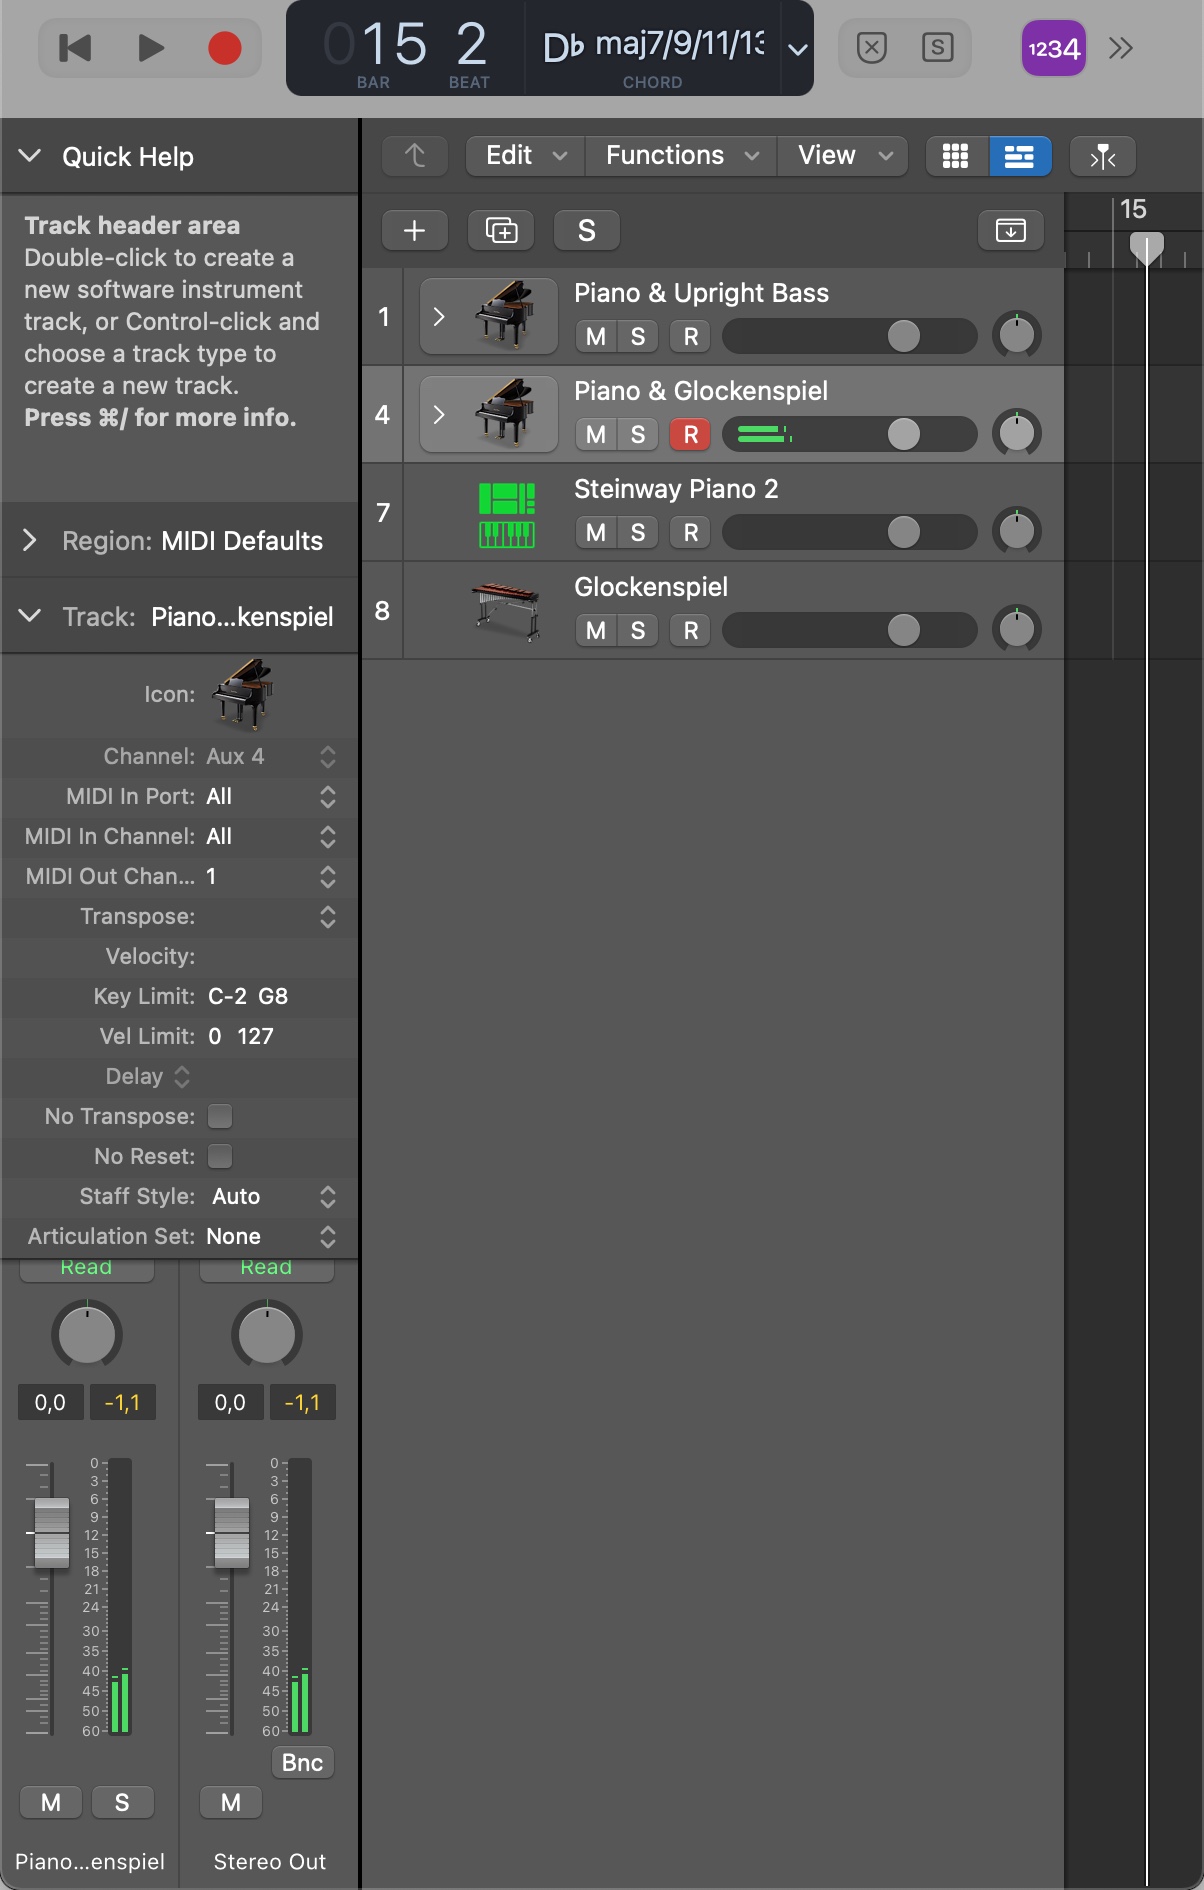 015 2 D♭ maj7/9/11/13
BAR BEAT CHORD
S 1234
Quick Help
Edit Functions View
Track header area
Double-click to create a
new software instrument
track, or Control-click and
choose a track type to
create a new track.
Press ⌘/ for more info.
Region: MIDI Defaults
Track: Piano...kenspiel
Icon:
Channel: Aux 4
MIDI In Port: All
MIDI In Channel: All
MIDI Out Chan... 1
Transpose:
Velocity:
Key Limit: C-2 G8
Vel Limit: 0 127
Delay
No Transpose:
No Reset:
Staff Style: Auto
Articulation Set: None
Read Read
0,0 -1,1 0,0 -1,1
0 0
3 3
6 6
9 9
12 12
15 15
18 18
21 21
24 24
30 30
35 35
40 40
45 45
50 50
60 60
Bnc
M S M
Piano...enspiel Stereo Out
S
15
1 Piano & Upright Bass
M S R
4 Piano & Glockenspiel
M S R
7 Steinway Piano 2
M S R
8 Glockenspiel
M S R